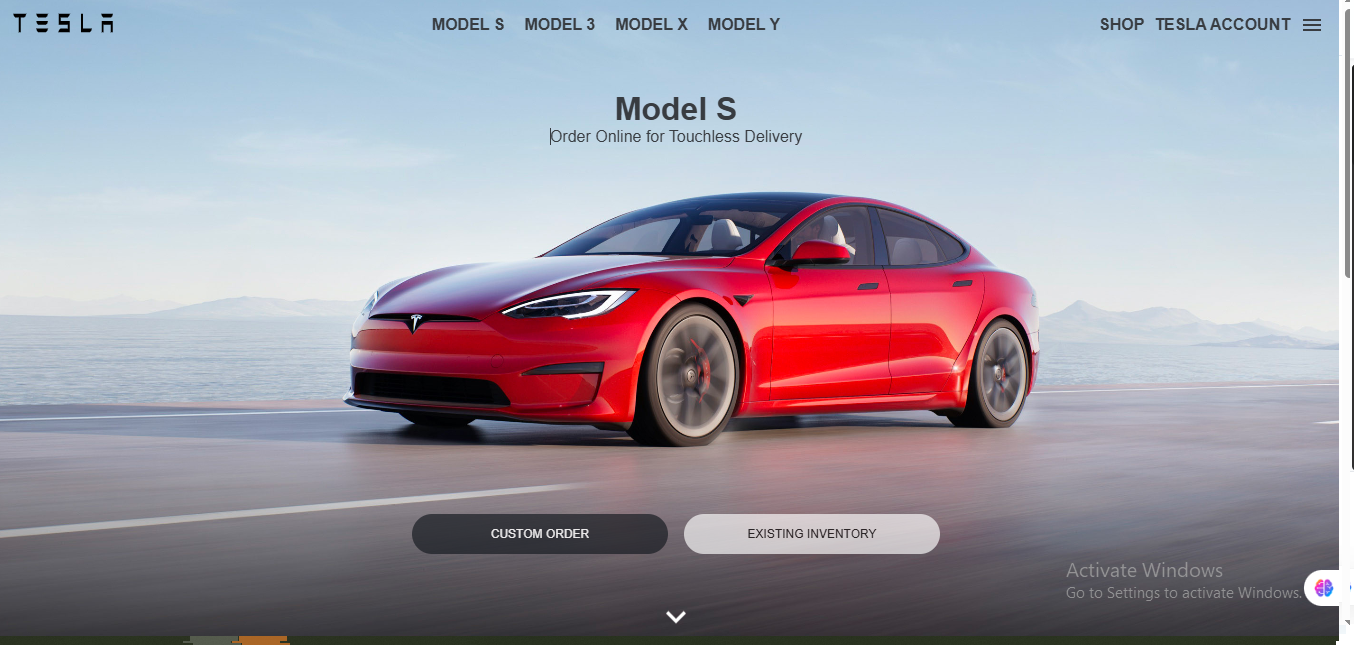 TESLA
MODEL S MODEL 3 MODEL X MODEL Y
SHOP TESLA ACCOUNT
Model S
Order Online for Touchless Delivery
CUSTOM ORDER
EXISTING INVENTORY
Activate Windows
Go to Settings to activate Windows.